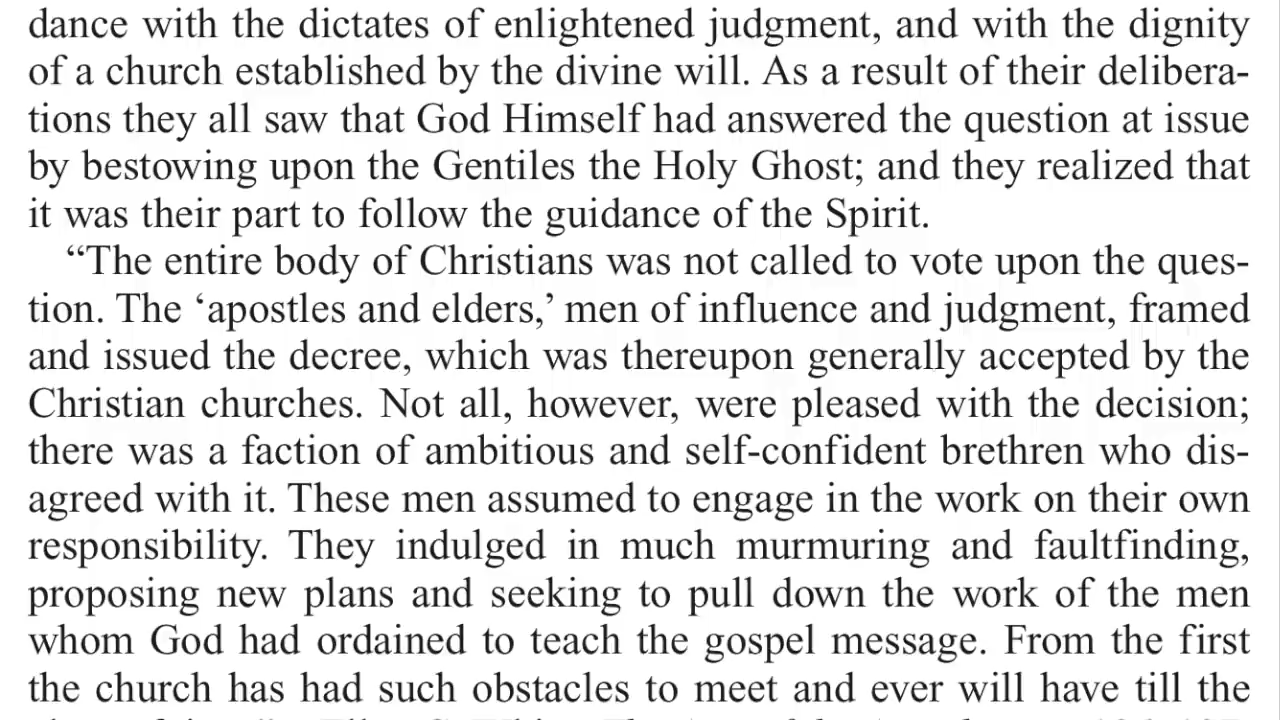 dance with the dictates of enlightened judgment, and with the dignity
of a church established by the divine will. As a result of their delibera-
tions they all saw that God Himself had answered the question at issue
by bestowing upon the Gentiles the Holy Ghost; and they realized that
it was their part to follow the guidance of the Spirit.
“The entire body of Christians was not called to vote upon the ques-
tion. The ‘apostles and elders,’ men of influence and judgment, framed
and issued the decree, which was thereupon generally accepted by the
Christian churches. Not all, however, were pleased with the decision;
there was a faction of ambitious and self-confident brethren who dis-
agreed with it. These men assumed to engage in the work on their own
responsibility. They indulged in much murmuring and faultfinding,
proposing new plans and seeking to pull down the work of the men
whom God had ordained to teach the gospel message. From the first
the church has had such obstacles to meet and ever will have till the